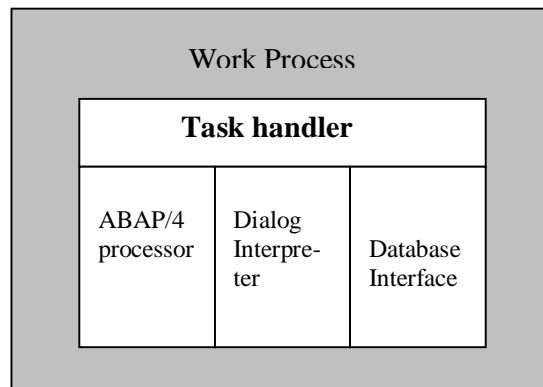 Work Process
Task handler
ABAP/4
processor
Dialog
Interpre-
ter
Database
Interface